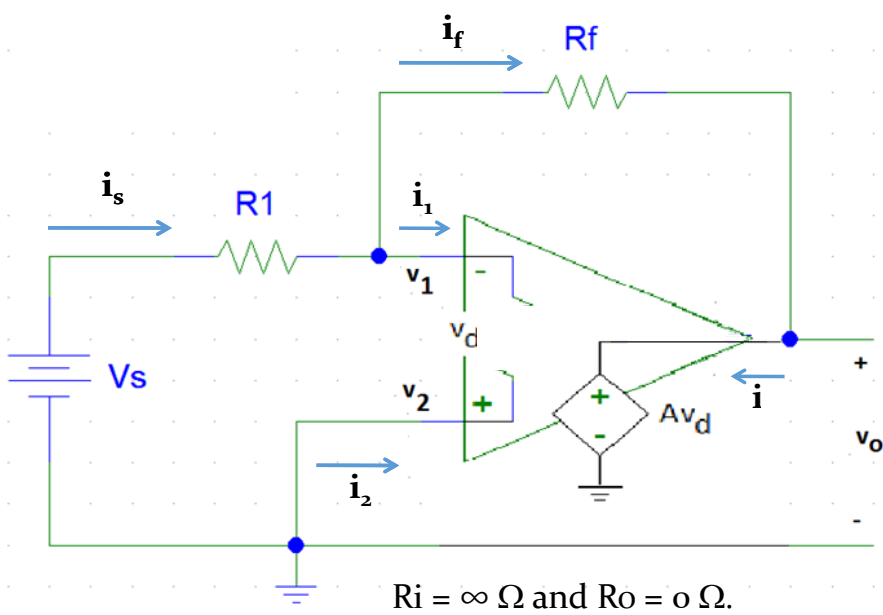 i_f
Rf
i_s
R1
i_1
v_1
-
v_d
Vs
v_2
+
+
-
Av_d
i
+
v_o
-
i_2
Ri = ∞ Ω and Ro = 0 Ω.